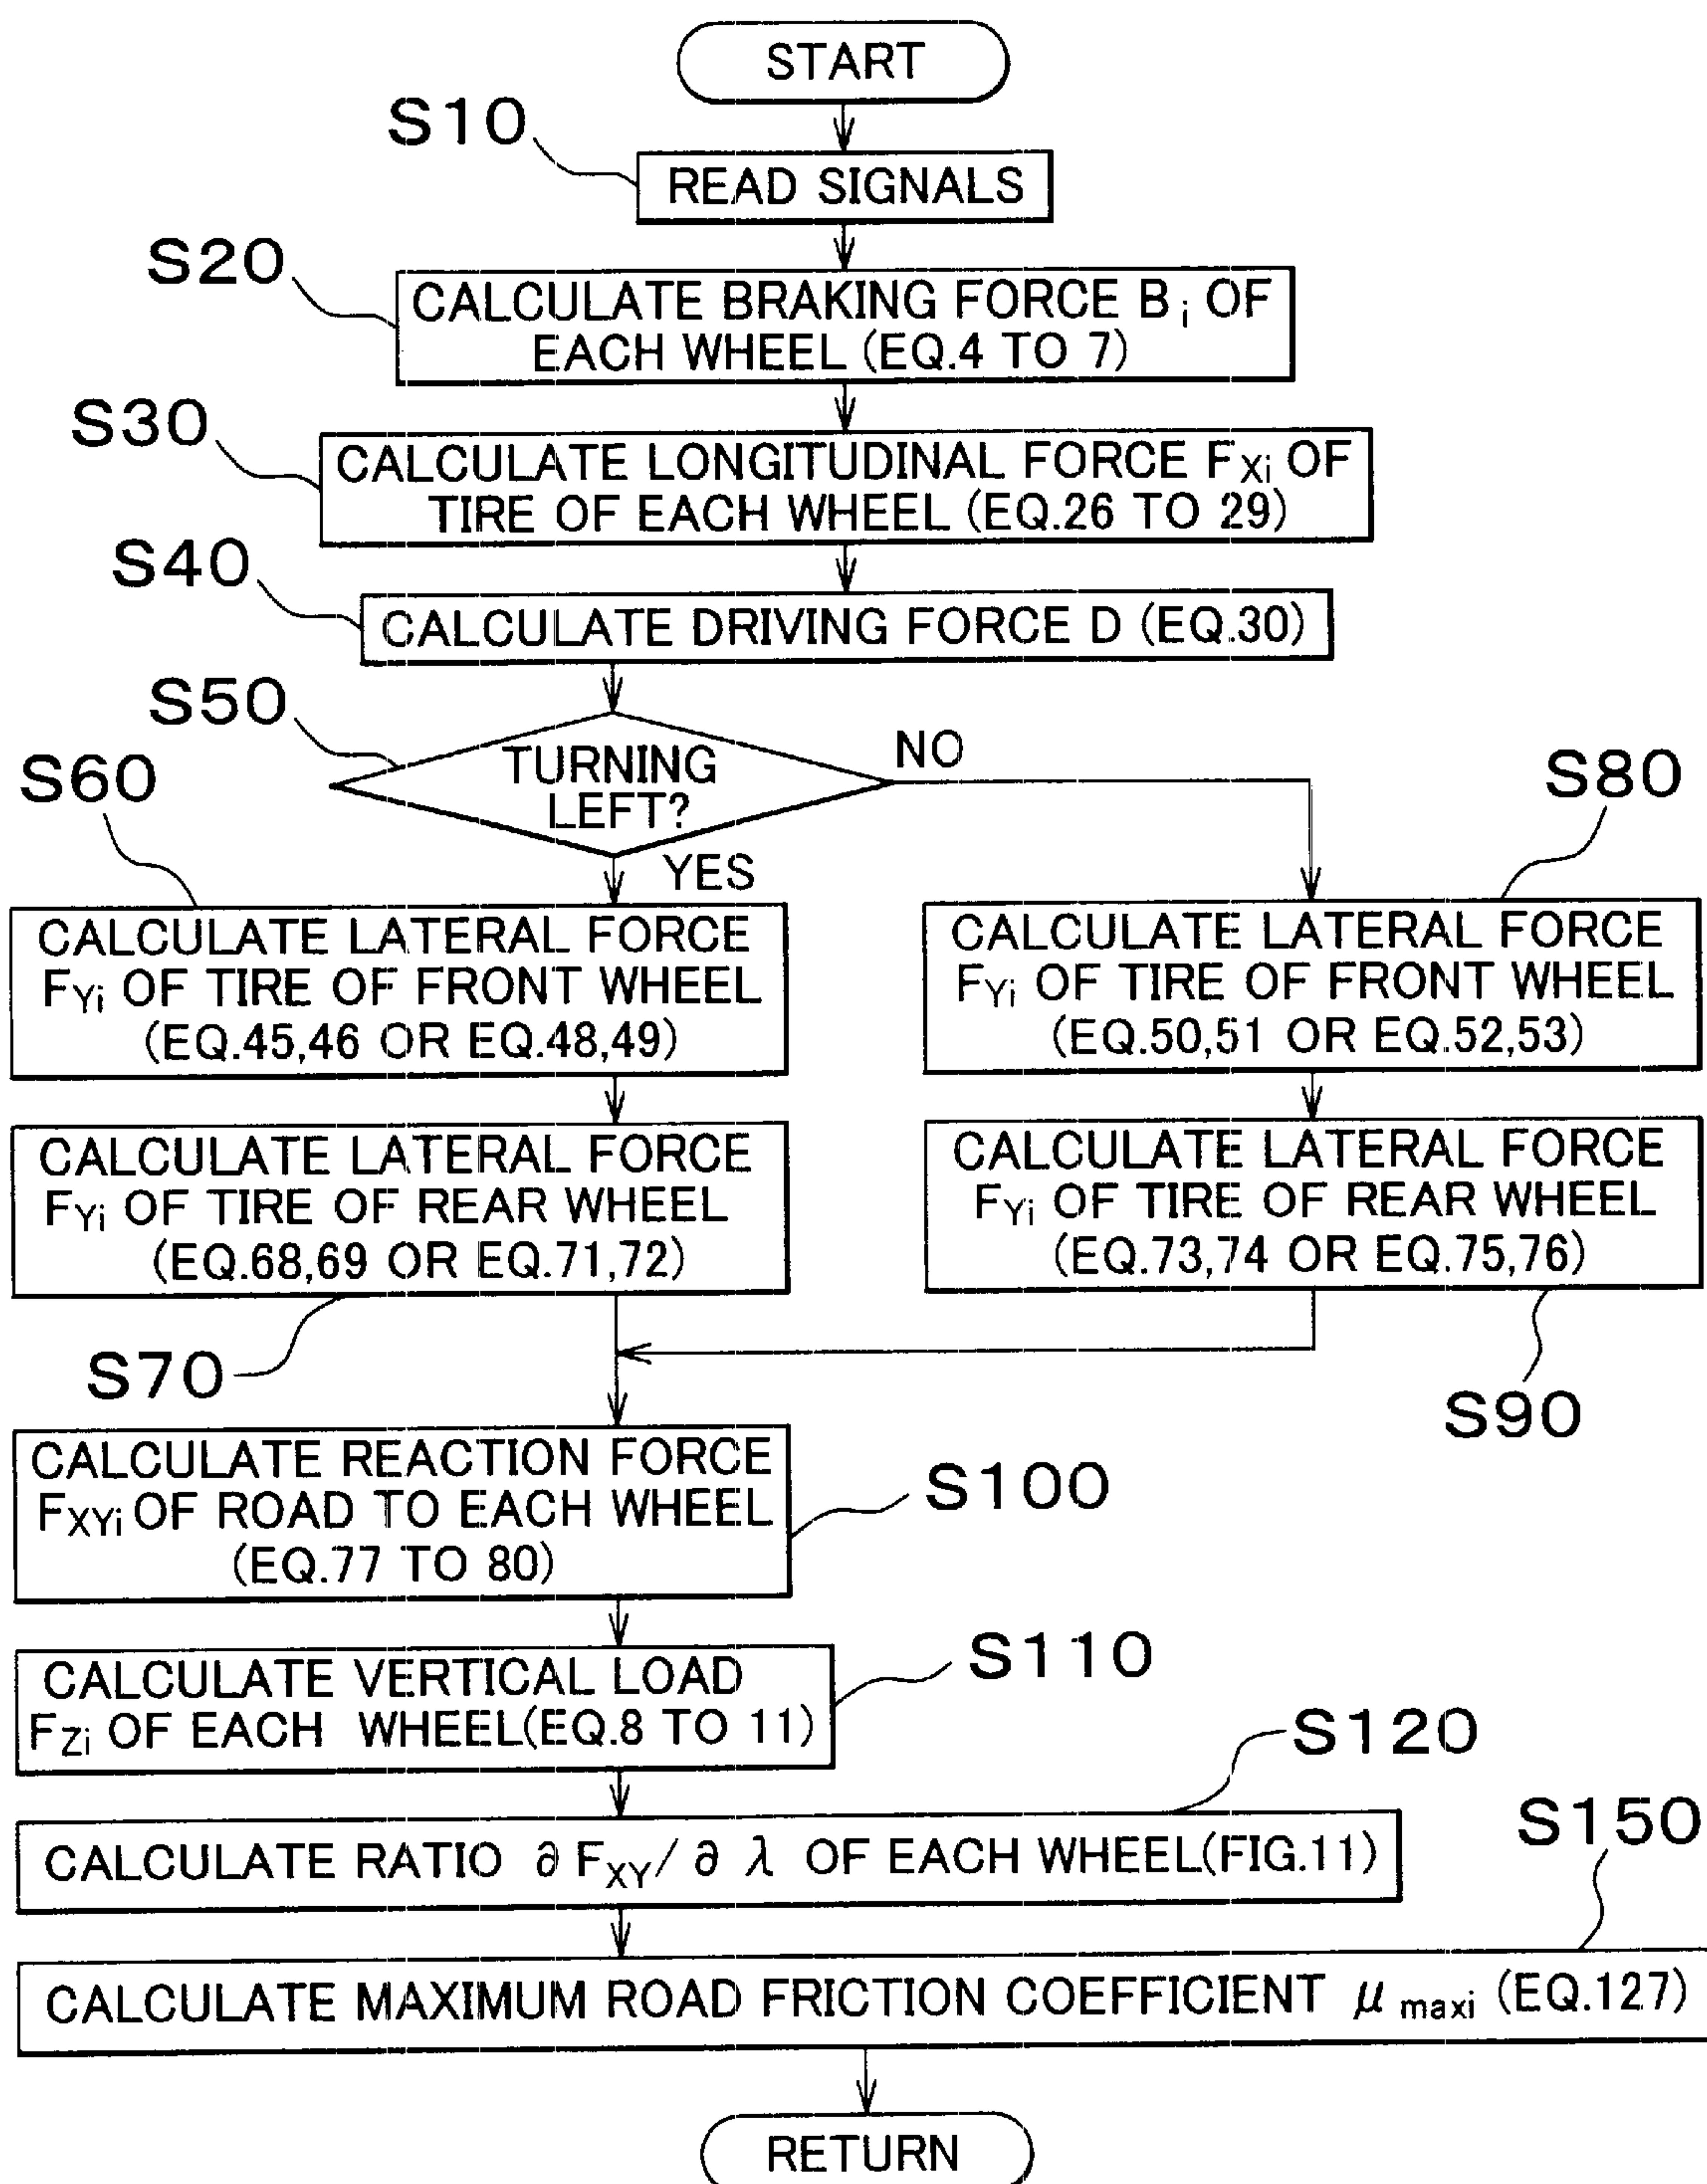 START
S10
READ SIGNALS
S20
CALCULATE BRAKING FORCE Bi OF
EACH WHEEL (EQ.4 TO 7)
S30
CALCULATE LONGITUDINAL FORCE FXi OF
TIRE OF EACH WHEEL (EQ.26 TO 29)
S40
CALCULATE DRIVING FORCE D (EQ.30)
S50
TURNING
LEFT?
NO
YES
S60
CALCULATE LATERAL FORCE
FYi OF TIRE OF FRONT WHEEL
(EQ.45,46 OR EQ.48,49)
S80
CALCULATE LATERAL FORCE
FYi OF TIRE OF FRONT WHEEL
(EQ.50,51 OR EQ.52,53)
CALCULATE LATERAL FORCE
FYi OF TIRE OF REAR WHEEL
(EQ.68,69 OR EQ.71,72)
S70
CALCULATE LATERAL FORCE
FYi OF TIRE OF REAR WHEEL
(EQ.73,74 OR EQ.75,76)
S90
CALCULATE REACTION FORCE
FXYi OF ROAD TO EACH WHEEL
(EQ.77 TO 80)
S100
CALCULATE VERTICAL LOAD
FZi OF EACH WHEEL(EQ.8 TO 11)
S110
S120
CALCULATE RATIO ∂ FXY/∂ λ OF EACH WHEEL(FIG.11)
S150
CALCULATE MAXIMUM ROAD FRICTION COEFFICIENT μ maxi (EQ.127)
RETURN